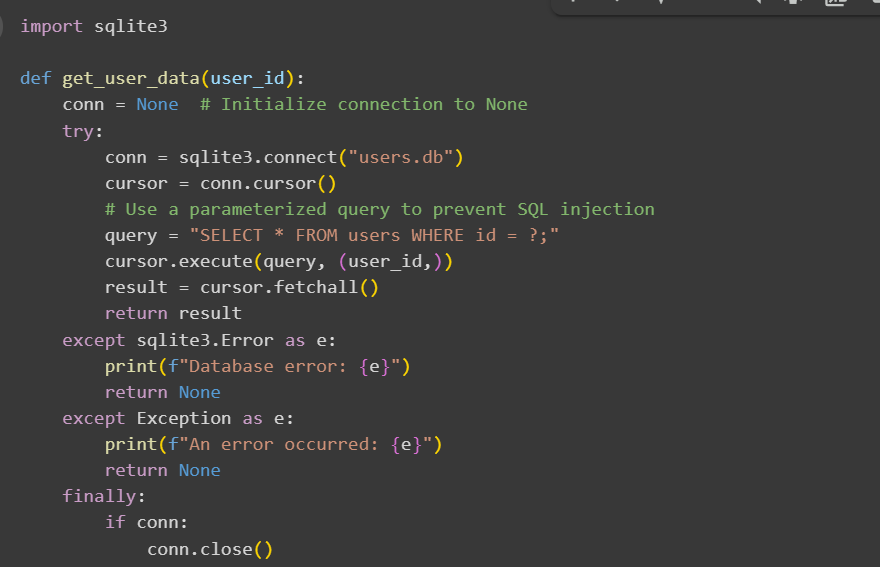 import sqlite3

def get_user_data(user_id):
    conn = None  # Initialize connection to None
    try:
        conn = sqlite3.connect("users.db")
        cursor = conn.cursor()
        # Use a parameterized query to prevent SQL injection
        query = "SELECT * FROM users WHERE id = ?;"
        cursor.execute(query, (user_id,))
        result = cursor.fetchall()
        return result
    except sqlite3.Error as e:
        print(f"Database error: {e}")
        return None
    except Exception as e:
        print(f"An error occurred: {e}")
        return None
    finally:
        if conn:
            conn.close()